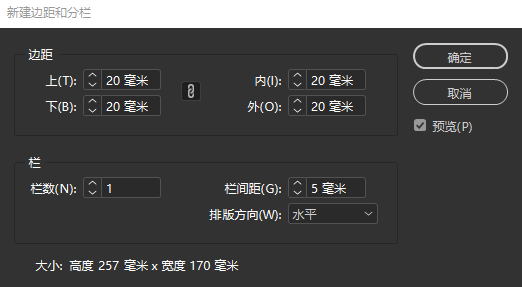 新建边距和分栏
边距
上(T): 20 毫米 内(I): 20 毫米
下(B): 20 毫米 外(O): 20 毫米
确定
取消
预览(P)
栏
栏数(N): 1 栏间距(G): 5 毫米
排版方向(W): 水平
大小: 高度 257 毫米 x 宽度 170 毫米